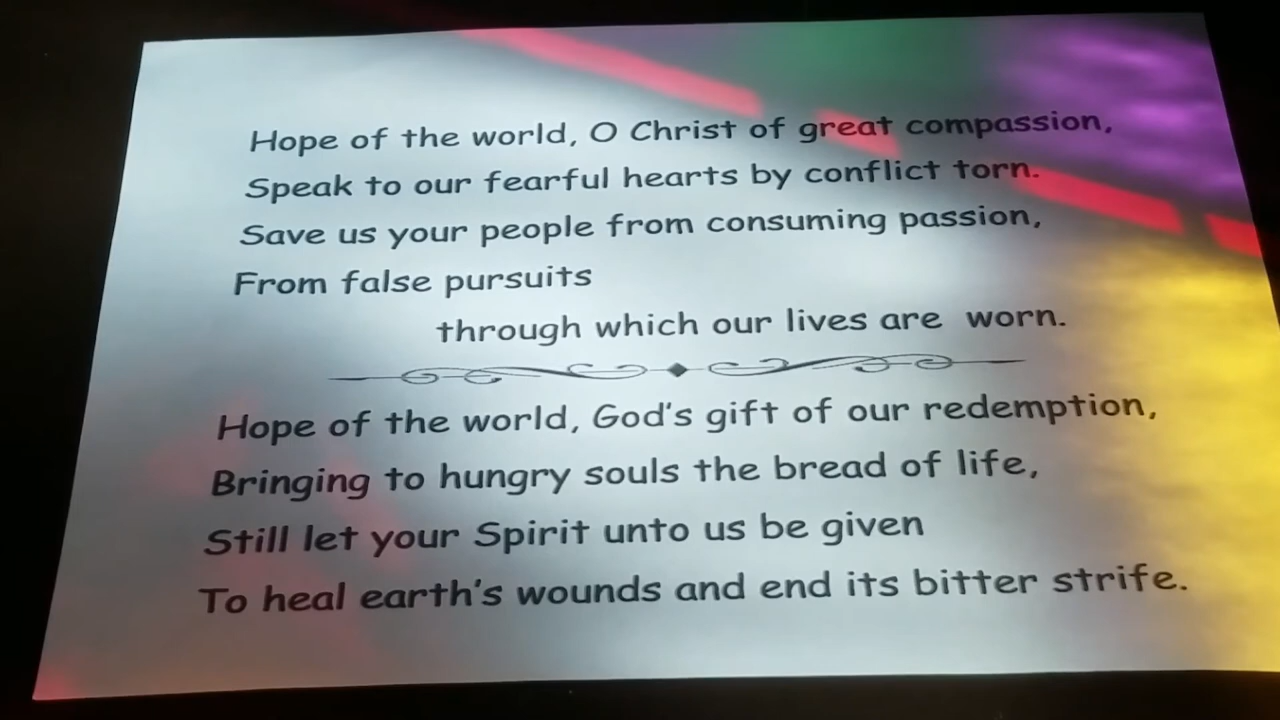 Hope of the world, O Christ of great compassion,
Speak to our fearful hearts by conflict torn.
Save us your people from consuming passion,
From false pursuits
through which our lives are worn.
Hope of the world, God's gift of our redemption,
Bringing to hungry souls the bread of life,
Still let your Spirit unto us be given
To heal earth's wounds and end its bitter strife.